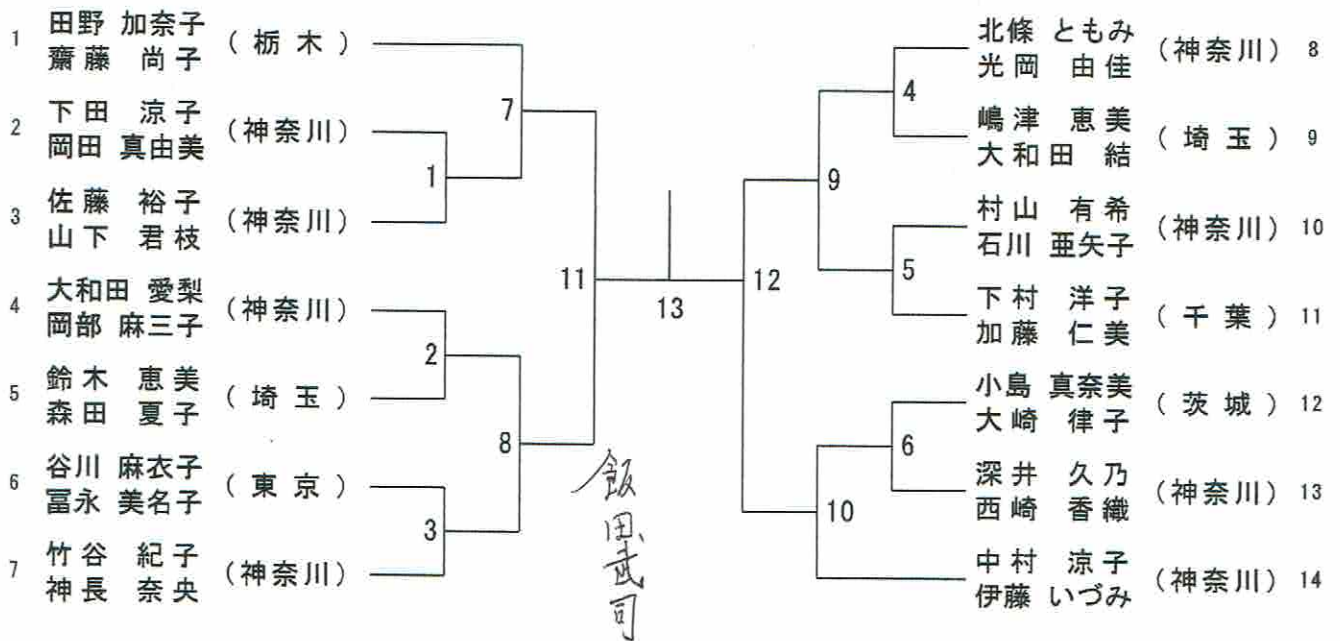 1 田野 加奈子 (栃木)
齋藤 尚子
2 下田 涼子 (神奈川)
岡田 真由美
3 佐藤 裕子 (神奈川)
山下 君枝
4 大和田 愛梨 (神奈川)
岡部 麻三子
5 鈴木 恵美 (埼玉)
森田 夏子
6 谷川 麻衣子 (東京)
冨永 美名子
7 竹谷 紀子 (神奈川)
神長 奈央
7
1
11
2
8
3
13
飯田武司
12
4
9
5
6
10
北條 ともみ (神奈川) 8
光岡 由佳
嶋津 恵美 (埼玉) 9
大和田 結
村山 有希 (神奈川) 10
石川 亜矢子
下村 洋子 (千葉) 11
加藤 仁美
小島 真奈美 (茨城) 12
大崎 律子
深井 久乃 (神奈川) 13
西崎 香織
中村 涼子 (神奈川) 14
伊藤 いづみ